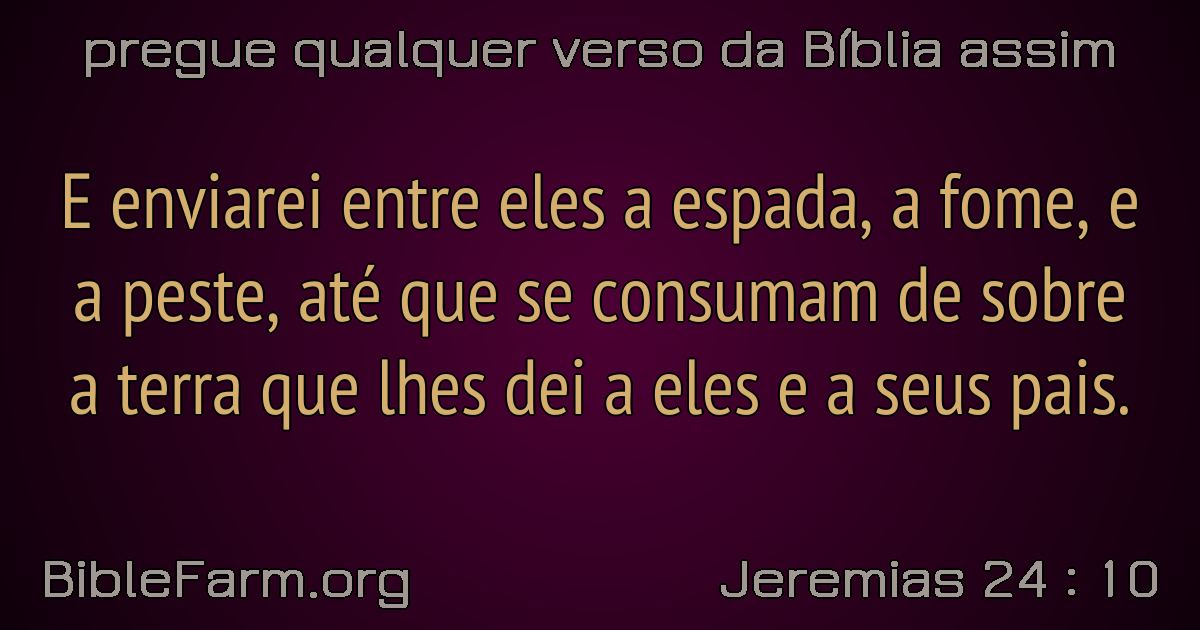 pregue qualquer verso da Bíblia assim
E enviarei entre eles a espada, a fome, e
a peste, até que se consumam de sobre
a terra que lhes dei a eles e a seus pais.
BibleFarm.org
Jeremias 24 : 10